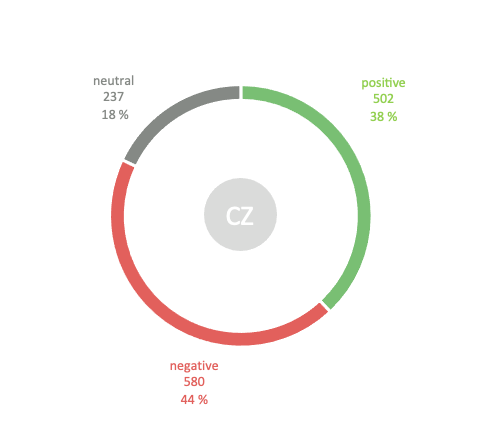 neutral
237
18 %
positive
502
38 %
CZ
negative
580
44 %